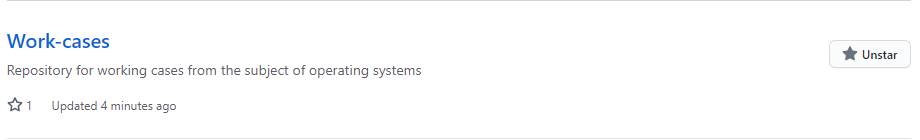 Work-cases
Unstar
Repository for working cases from the subject of operating systems
1 Updated 4 minutes ago